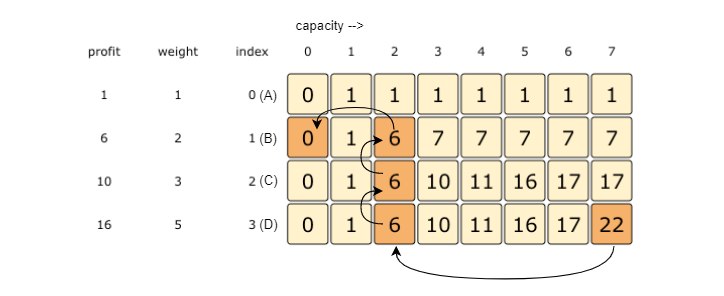 capacity -->
profit weight index 0 1 2 3 4 5 6 7
1 1 0 (A) 0 1 1 1 1 1 1 1
6 2 1 (B) 0 1 6 7 7 7 7 7
10 3 2 (C) 0 1 6 10 11 16 17 17
16 5 3 (D) 0 1 6 10 11 16 17 22